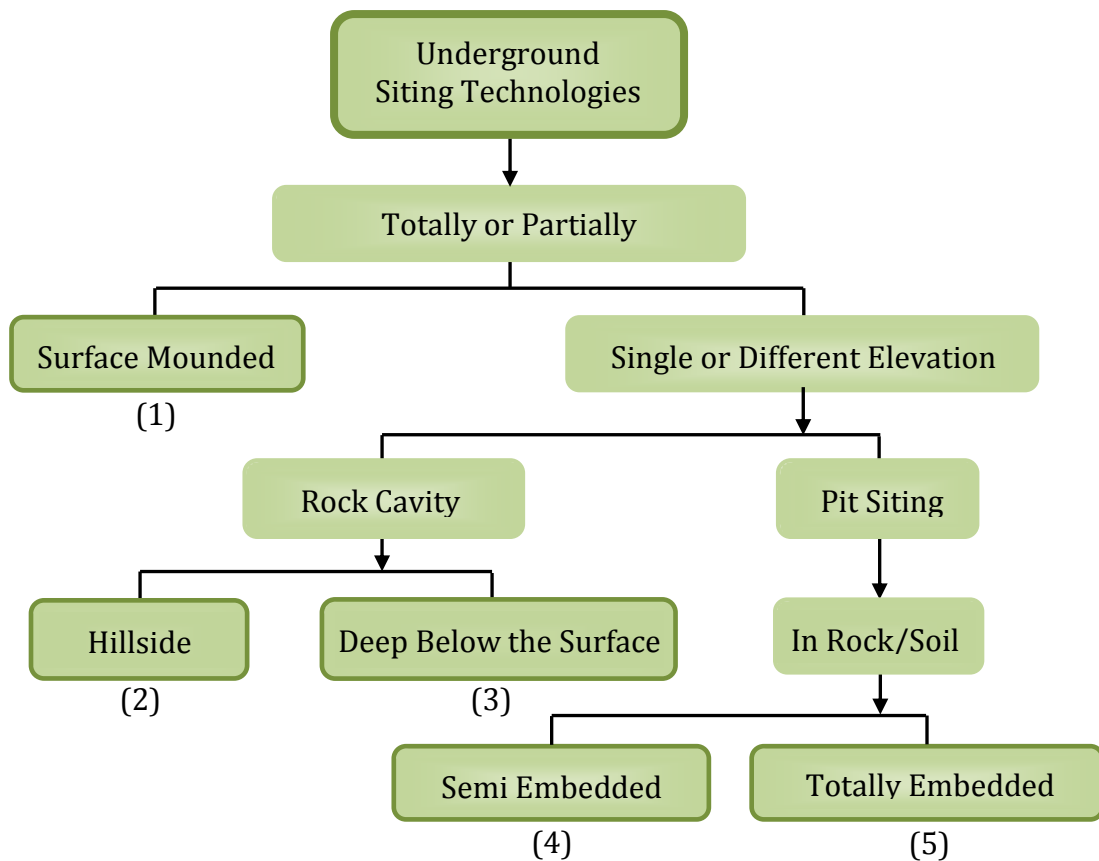 Underground
Siting Technologies
Totally or Partially
Surface Mounded
(1)
Single or Different Elevation
Rock Cavity
Pit Siting
Hillside
(2)
Deep Below the Surface
(3)
In Rock/Soil
Semi Embedded
(4)
Totally Embedded
(5)